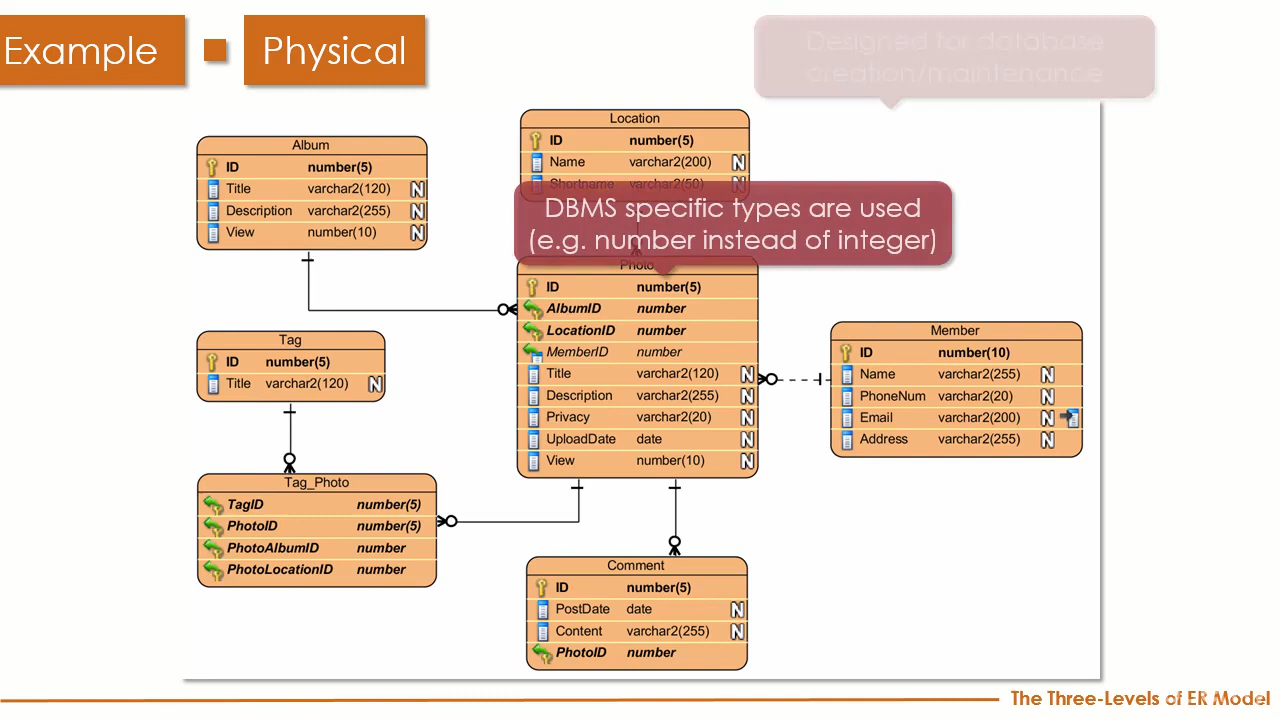 Example
Physical
Designed for database
creation/maintenance
Album
ID number(5)
Title varchar2(120) N
Description varchar2(255) N
View number(10) N
Location
ID number(5)
Name varchar2(200) N
Shortname varchar2(50) N
DBMS specific types are used
(e.g. number instead of integer)
Photo
ID number(5)
AlbumID number
LocationID number
MemberID number
Title varchar2(120) N
Description varchar2(255) N
Privacy varchar2(20) N
UploadDate date N
View number(10) N
Tag
ID number(5)
Title varchar2(120) N
Member
ID number(10)
Name varchar2(255) N
PhoneNum varchar2(20) N
Email varchar2(200) N
Address varchar2(255) N
Tag_Photo
TagID number(5)
PhotoID number(5)
PhotoAlbumID number
PhotoLocationID number
Comment
ID number(5)
PostDate date N
Content varchar2(255) N
PhotoID number
The Three-Levels of ER Model